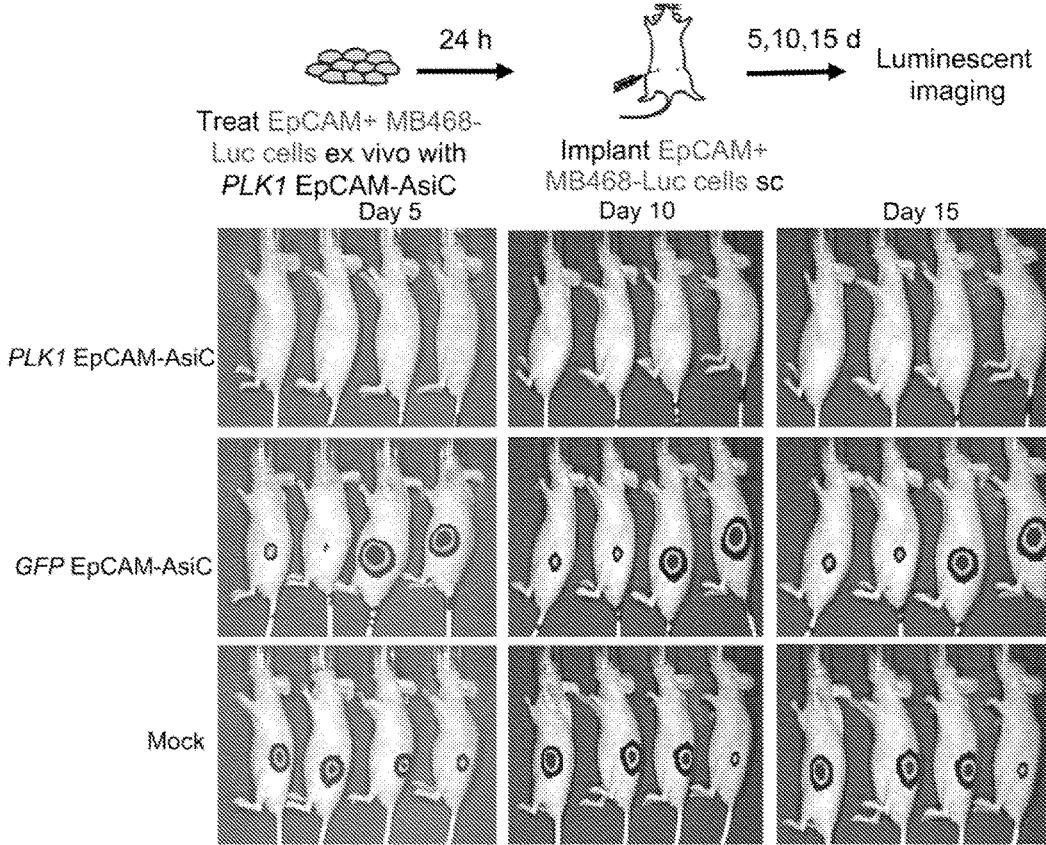 24 h
5,10,15 d
Luminescent
imaging
Treat EpCAM+ MB468-
Luc cells ex vivo with
PLK1 EpCAM-AsiC
Implant EpCAM+
MB468-Luc cells sc
Day 5
Day 10
Day 15
PLK1 EpCAM-AsiC
GFP EpCAM-AsiC
Mock